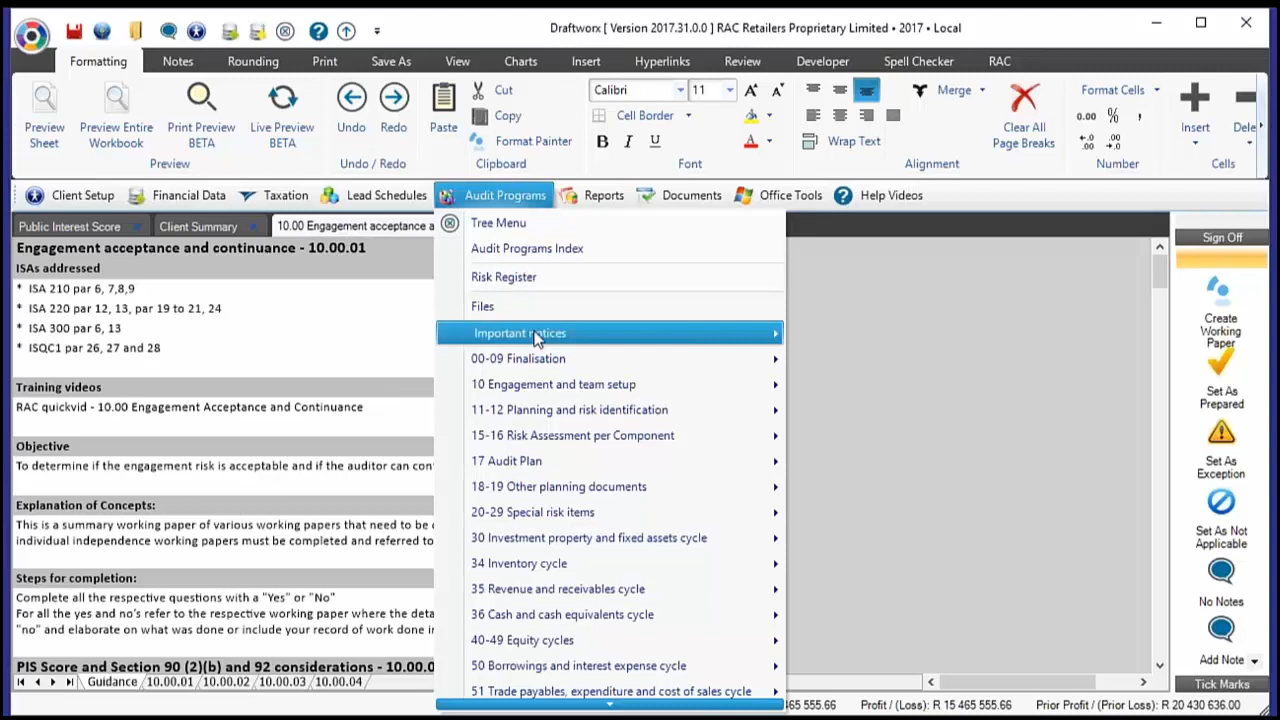 Draftworx [ Version 2017.31.0.0 ] RAC Retailers Proprietary Limited • 2017 • Local
Formatting Notes Rounding Print Save As View Charts Insert Hyperlinks Review Developer Spell Checker RAC
Preview Sheet
Preview Entire Workbook
Print Preview BETA
Live Preview BETA
Preview
Undo Redo
Undo / Redo
Paste
Cut
Copy
Format Painter
Clipboard
Calibri 11 A A
Cell Border
B I U A
Font
Merge
Wrap Text
Alignment
Clear All Page Breaks
Format Cells
0.00 % ,
Number
Insert Dele
Cells
Client Setup Financial Data Taxation Lead Schedules Audit Programs Reports Documents Office Tools Help Videos
Public Interest Score Client Summary 10.00 Engagement acceptance a
Engagement acceptance and continuance - 10.00.01
ISAs addressed
* ISA 210 par 6, 7,8,9
* ISA 220 par 12, 13, par 19 to 21, 24
* ISA 300 par 6, 13
* ISQC1 par 26, 27 and 28
Training videos
RAC quickvid - 10.00 Engagement Acceptance and Continuance
Objective
To determine if the engagement risk is acceptable and if the auditor can con
Explanation of Concepts:
This is a summary working paper of various working papers that need to be
individual independence working papers must be completed and referred to
Steps for completion:
Complete all the respective questions with a "Yes" or "No"
For all the yes and no's refer to the respective working paper where the deta
"no" and elaborate on what was done or include your record of work done i
PIS Score and Section 90 (2)(b) and 92 considerations - 10.00.0
Guidance 10.00.01 10.00.02 10.00.03 10.00.04
Tree Menu
Audit Programs Index
Risk Register
Files
Important notices
00-09 Finalisation
10 Engagement and team setup
11-12 Planning and risk identification
15-16 Risk Assessment per Component
17 Audit Plan
18-19 Other planning documents
20-29 Special risk items
30 Investment property and fixed assets cycle
34 Inventory cycle
35 Revenue and receivables cycle
36 Cash and cash equivalents cycle
40-49 Equity cycles
50 Borrowings and interest expense cycle
51 Trade payables, expenditure and cost of sales cycle
Sign Off
Create Working Paper
Set As Prepared
Set As Exception
Set As Not Applicable
No Notes
Add Note
Tick Marks
465 555.66 Profit / (Loss): R 15 465 555.66 Prior Profit / (Prior Loss): R 20 430 636.00